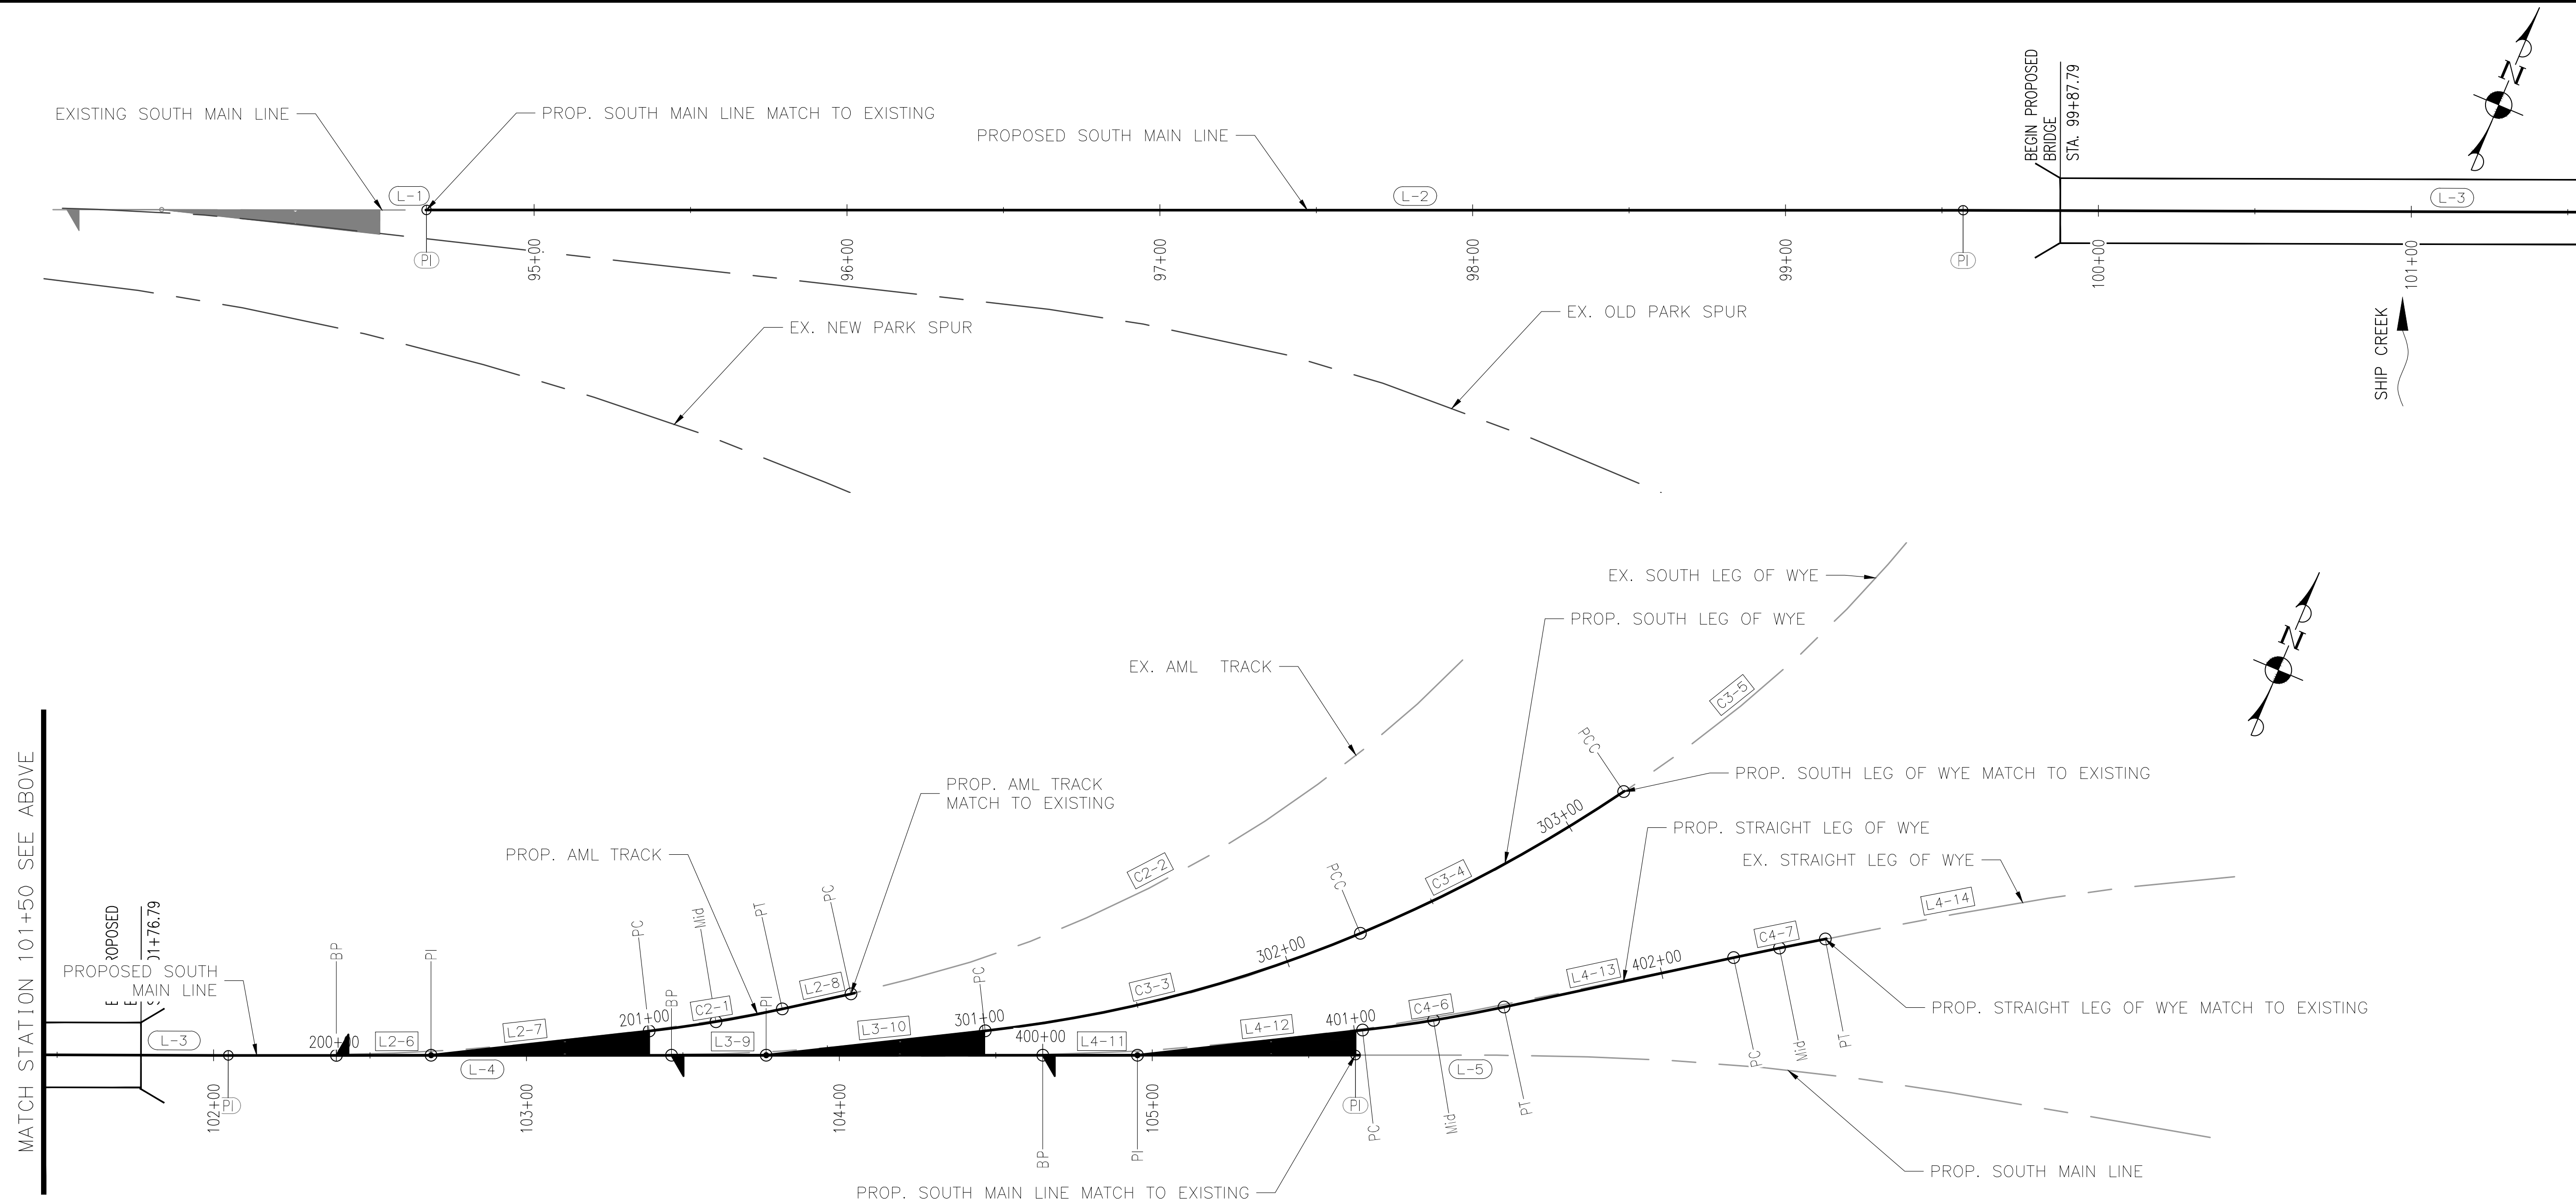 EXISTING SOUTH MAIN LINE
PROP. SOUTH MAIN LINE MATCH TO EXISTING
PROPOSED SOUTH MAIN LINE
BEGIN PROPOSED
BRIDGE
STA. 99+87.79
N
L-1
L-2
L-3
PI
95+00
96+00
97+00
98+00
99+00
PI
100+00
101+00
EX. NEW PARK SPUR
EX. OLD PARK SPUR
SHIP CREEK
EX. SOUTH LEG OF WYE
PROP. SOUTH LEG OF WYE
N
EX. AML TRACK
C3-5
PCC
MATCH STATION 101+50 SEE ABOVE
PROP. AML TRACK
MATCH TO EXISTING
PROP. SOUTH LEG OF WYE MATCH TO EXISTING
303+00
PROP. STRAIGHT LEG OF WYE
PROP. AML TRACK
EX. STRAIGHT LEG OF WYE
C2-2
PCC
C3-4
L4-14
PROPOSED
01+76.79
PROPOSED SOUTH
MAIN LINE
BP
PI
PC
Mid
PT
PC
BP
PI
PC
302+00
402+00
C4-7
L4-13
L2-8
C3-3
C2-1
C4-6
PROP. STRAIGHT LEG OF WYE MATCH TO EXISTING
L-3
200+00
L2-6
L2-7
201+00
L3-9
L3-10
301+00
400+00
L4-11
L4-12
401+00
L-4
L-5
102+00
PI
103+00
104+00
105+00
BP
PI
PI
PC
Mid
PT
PC
Mid
PT
PROP. SOUTH MAIN LINE
PROP. SOUTH MAIN LINE MATCH TO EXISTING